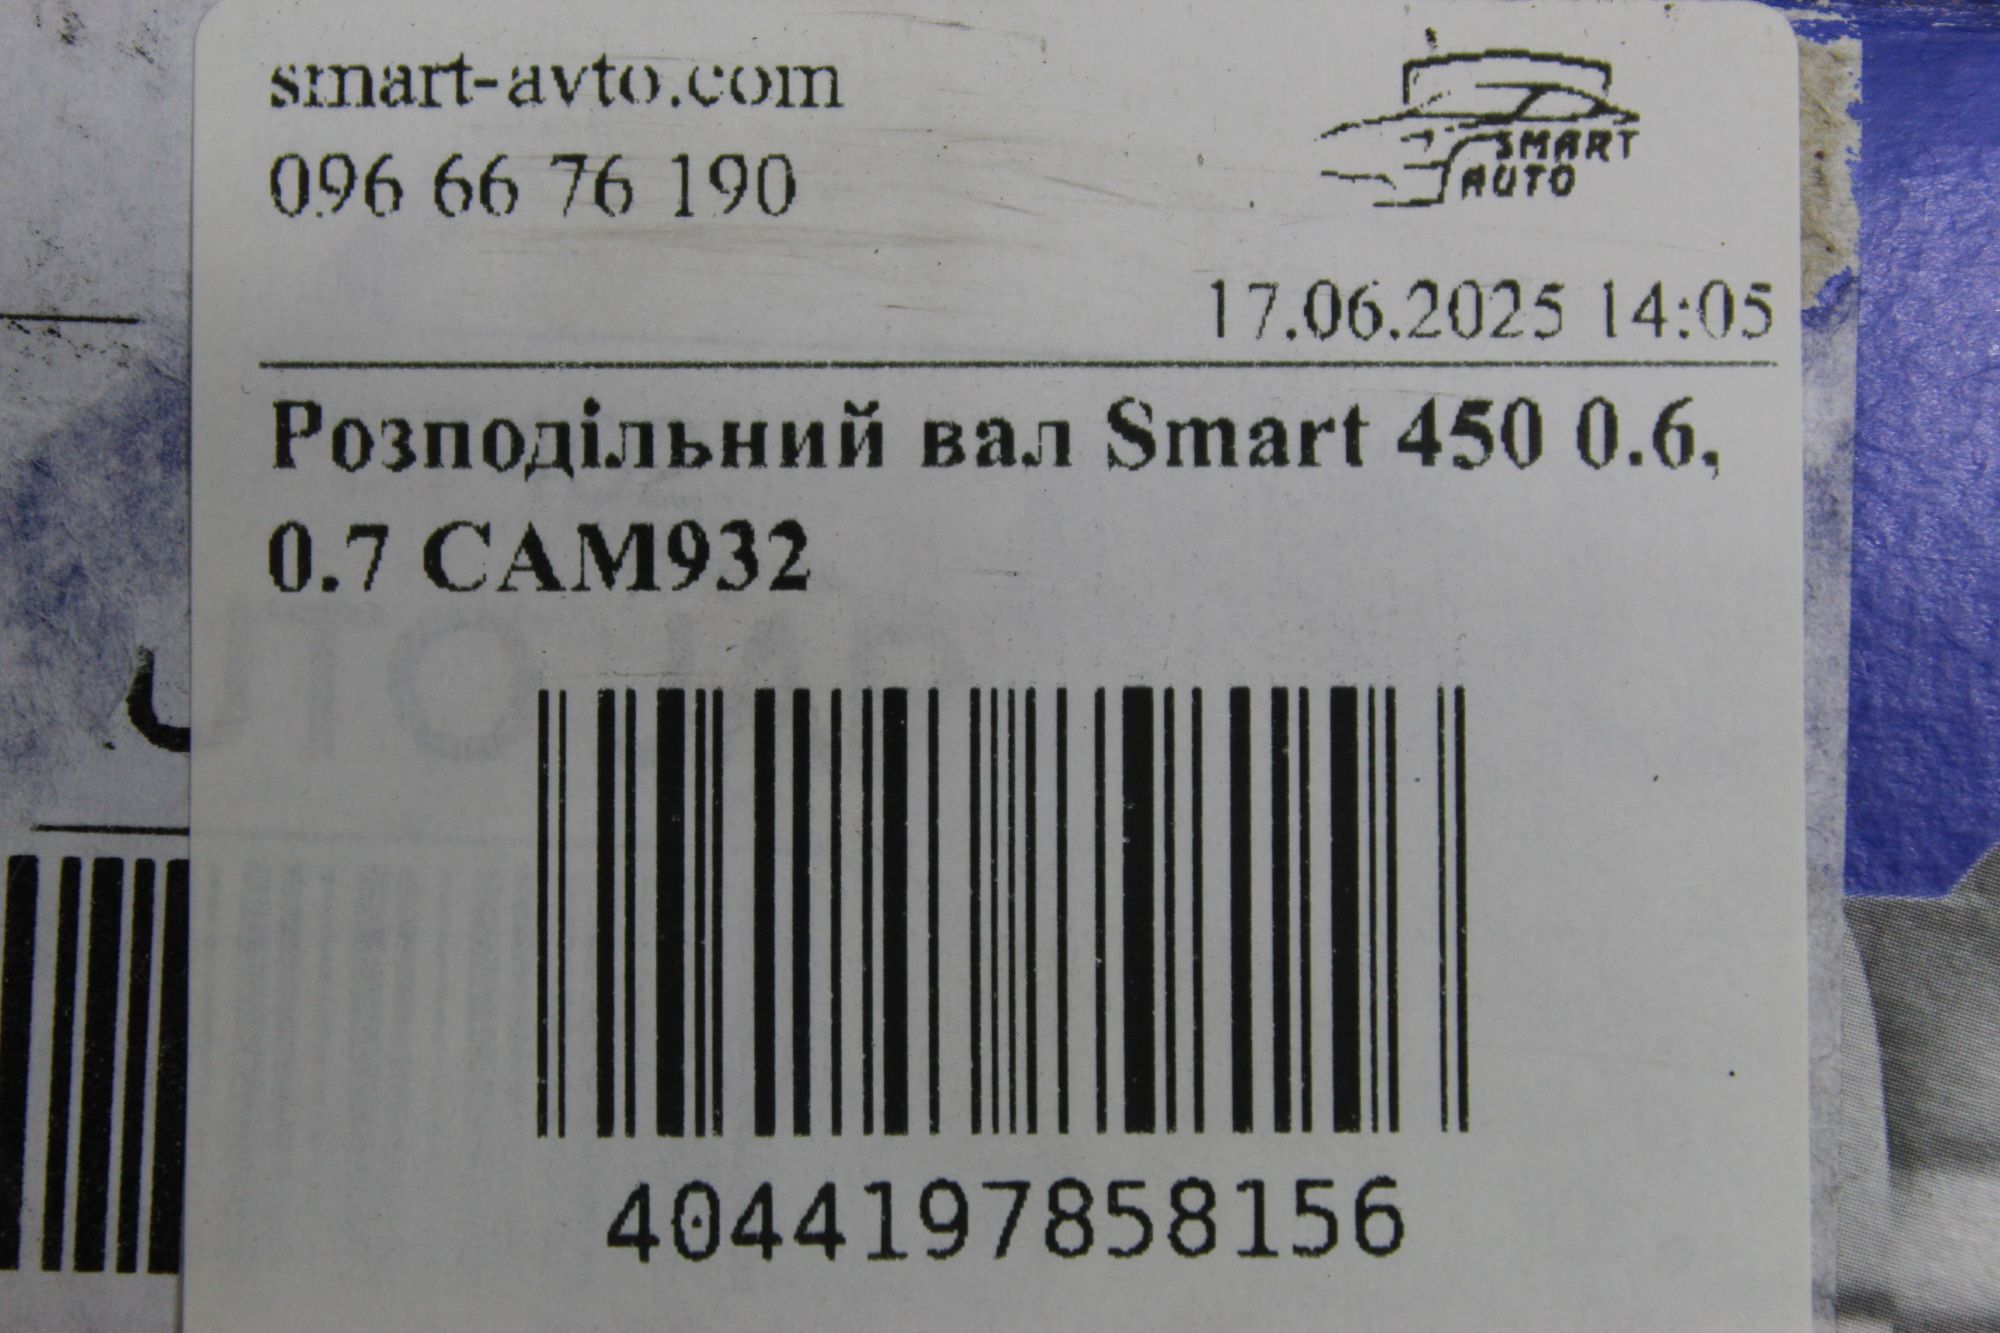 smart-avto.com
096 66 76 190
SMART
AUTO
17.06.2025 14:05
Розподільний вал Smart 450 0.6,
0.7 CAM932
4044197858156